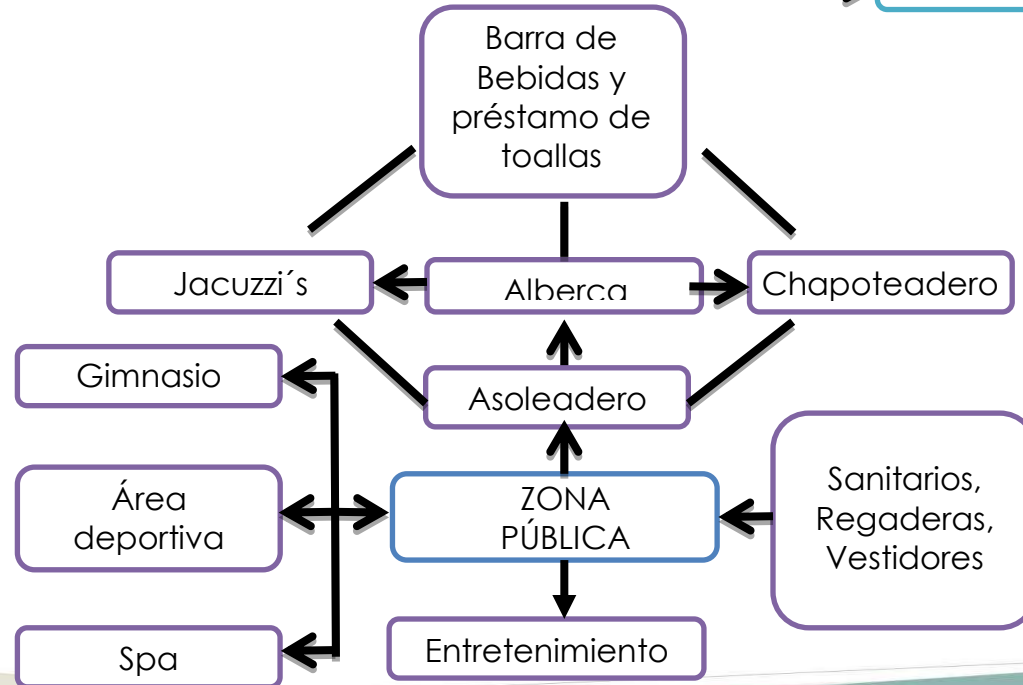 Barra de
Bebidas y
préstamo de
toallas
Jacuzzi´s
Alberca
Chapoteadero
Gimnasio
Asoleadero
Área
deportiva
ZONA
PÚBLICA
Sanitarios,
Regaderas,
Vestidores
Spa
Entretenimiento